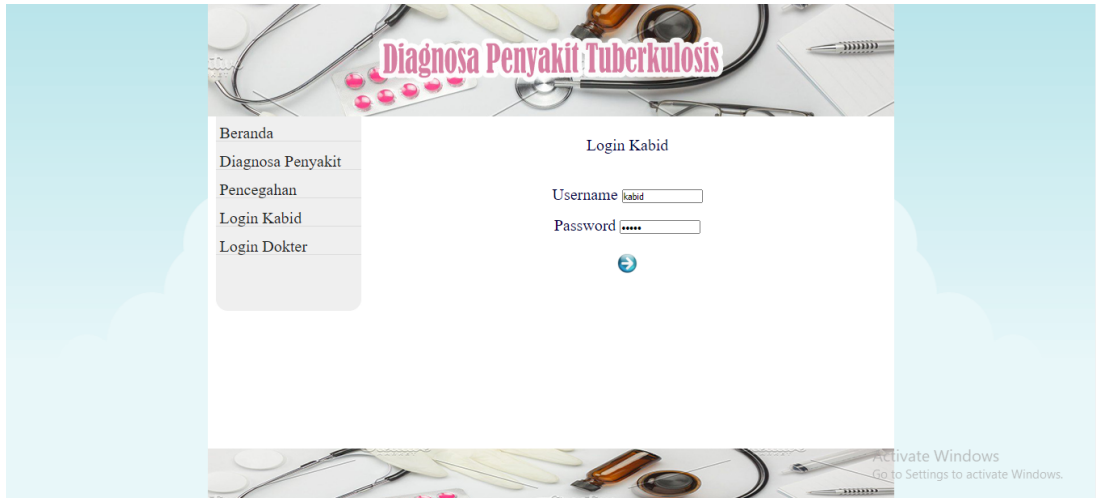 Diagnosa Penyakit Tuberkulosis
Beranda
Diagnosa Penyakit
Pencegahan
Login Kabid
Login Dokter
Login Kabid
Username kabid
Password •••••
Activate Windows
Go to Settings to activate Windows.